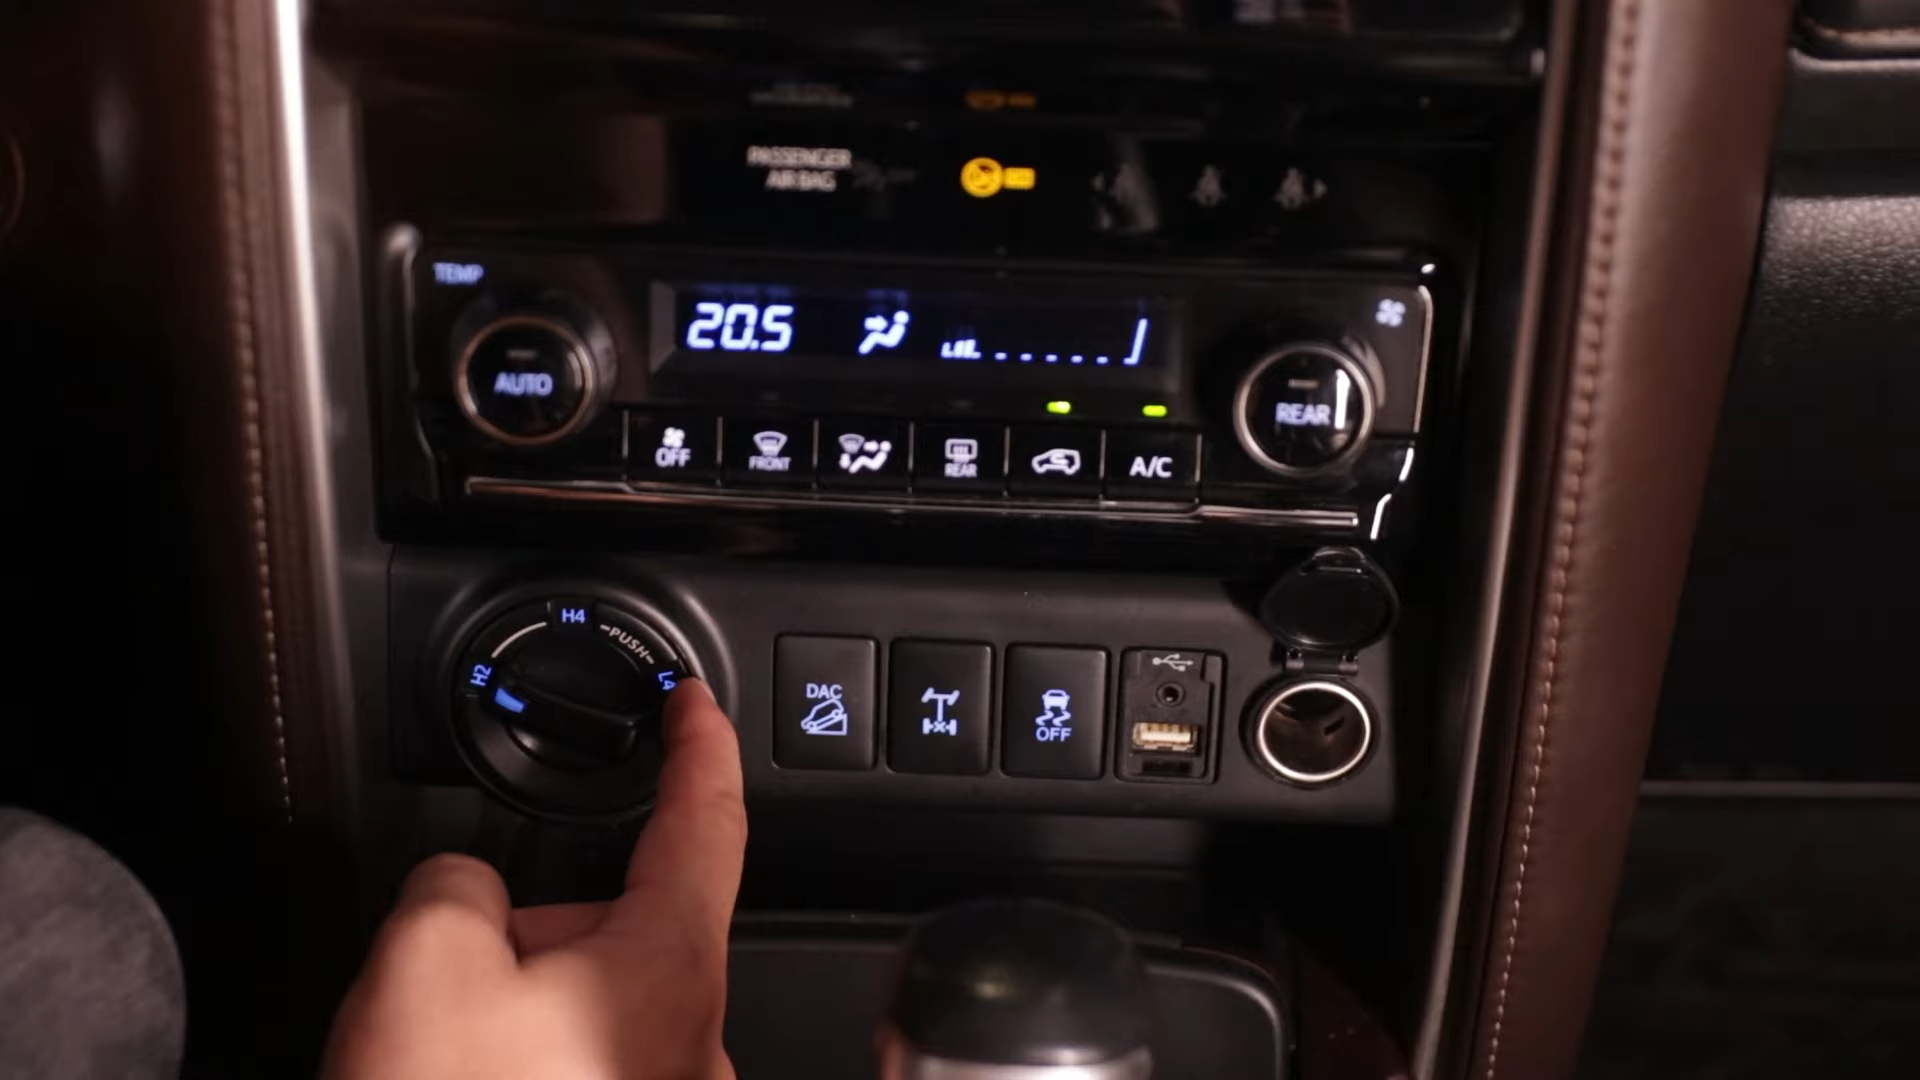 PASSENGER
AIR BAG
TEMP
20.5
AUTO
REAR
OFF
FRONT
REAR
A/C
H4
PUSH
H2
L4
DAC
OFF